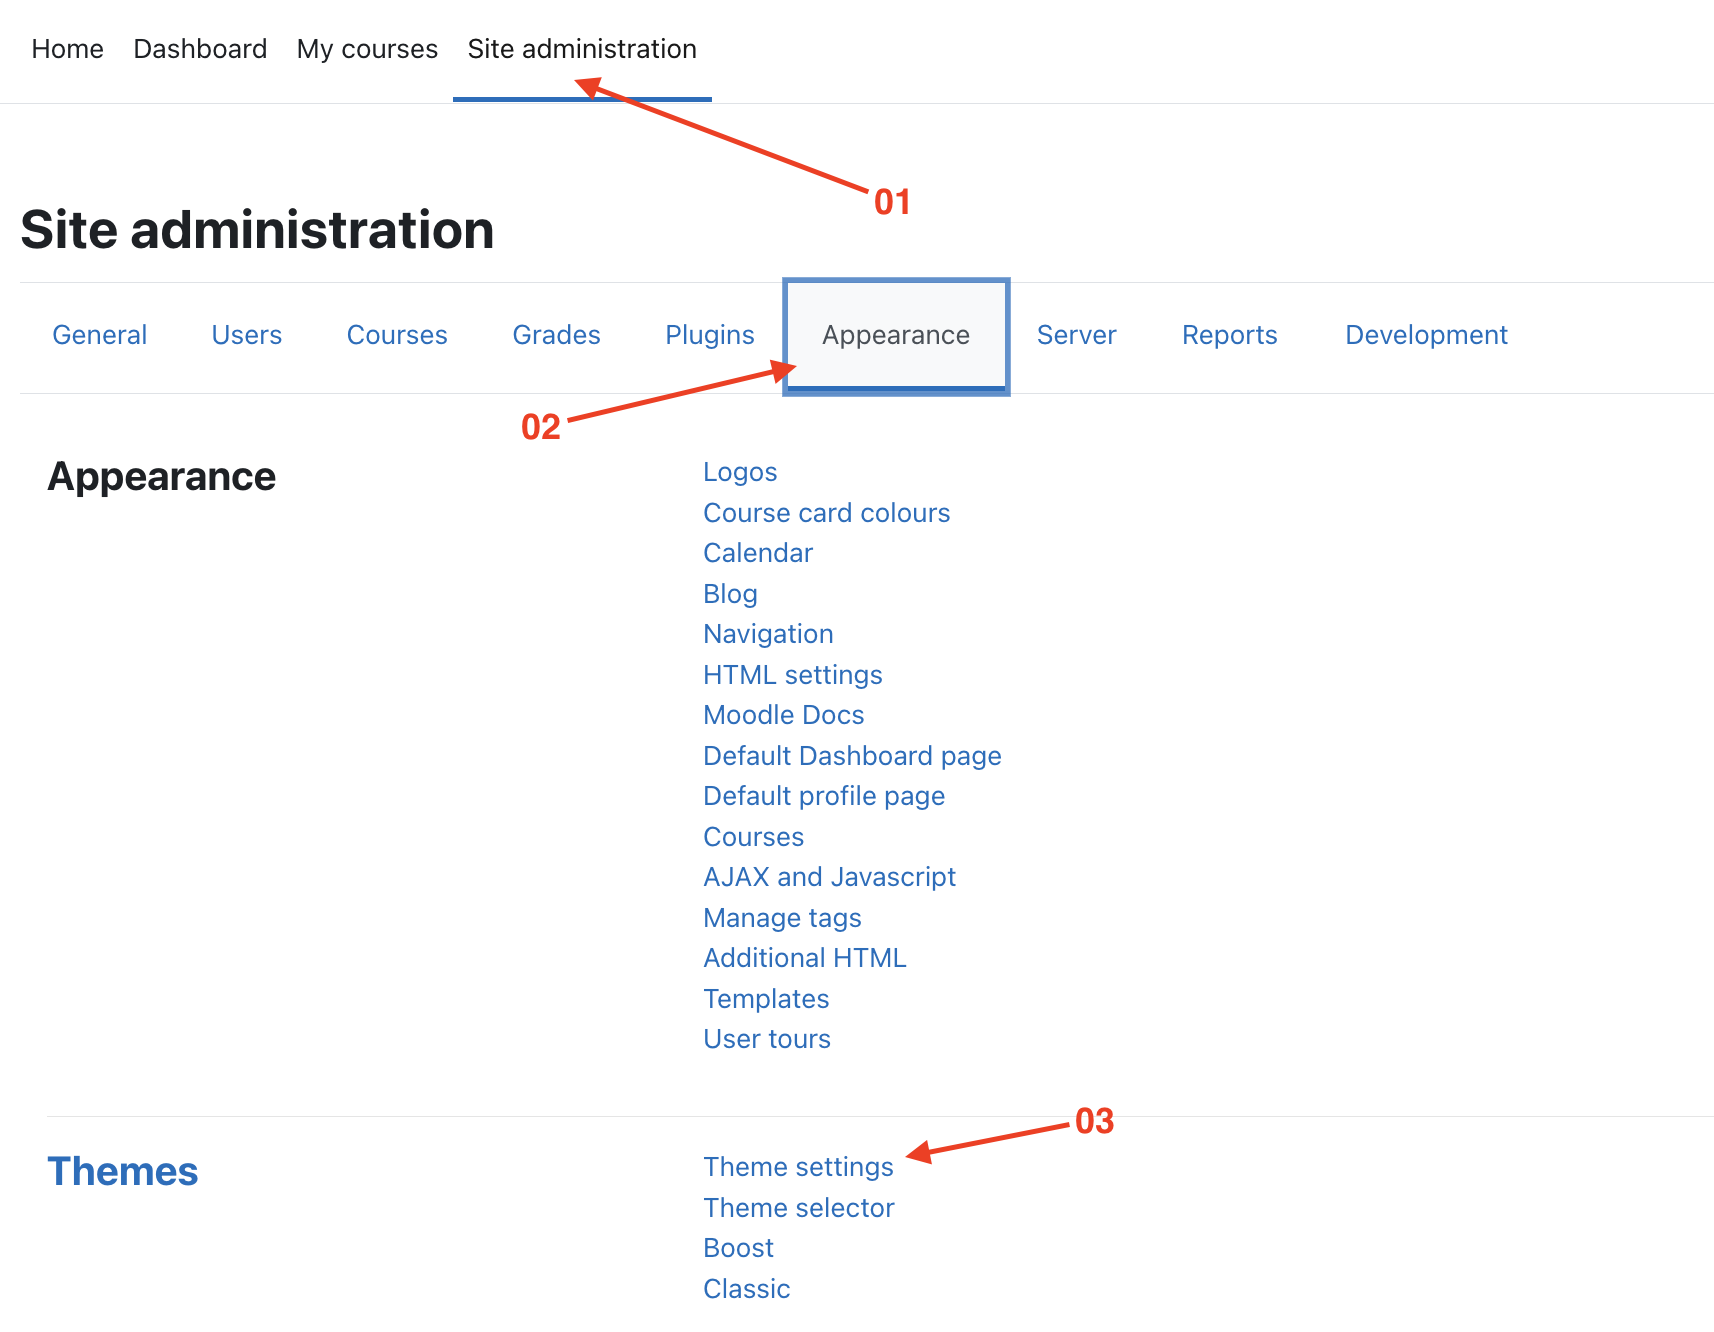 Home Dashboard My courses Site administration
01
Site administration
General Users Courses Grades Plugins Appearance Server Reports Development
02
Appearance
Logos
Course card colours
Calendar
Blog
Navigation
HTML settings
Moodle Docs
Default Dashboard page
Default profile page
Courses
AJAX and Javascript
Manage tags
Additional HTML
Templates
User tours
03
Themes
Theme settings
Theme selector
Boost
Classic